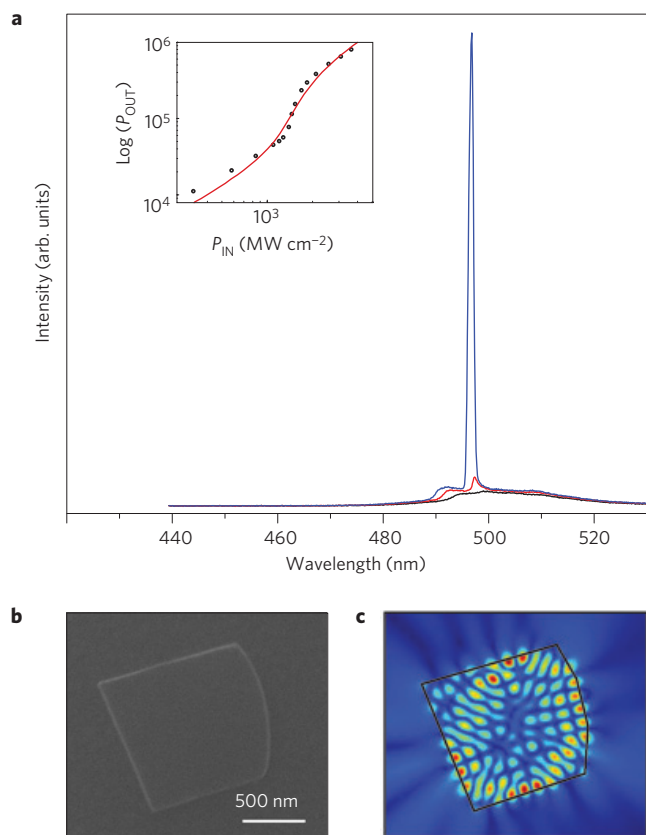 a
10⁶
10⁵
10⁴
Log (P_OUT)
10³
P_IN (MW cm⁻²)
Intensity (arb. units)
440 460 480 500 520
Wavelength (nm)
b
c
500 nm